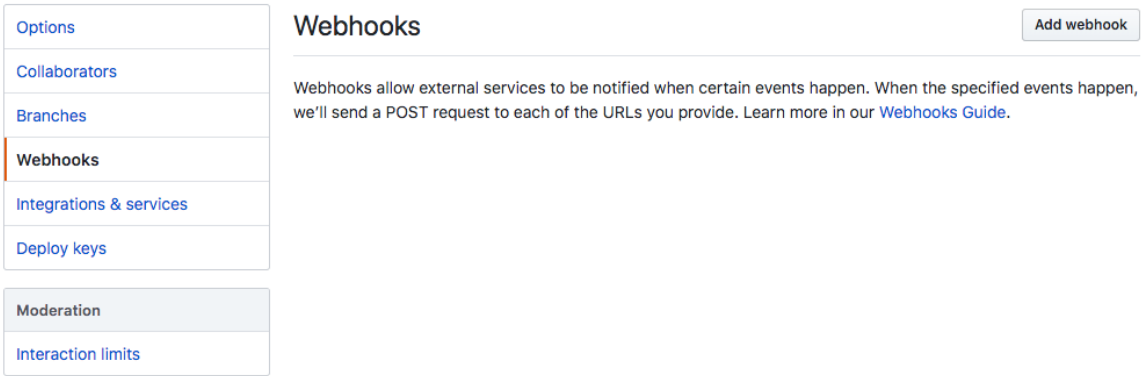 Options
Collaborators
Branches
Webhooks
Integrations & services
Deploy keys
Moderation
Interaction limits
Webhooks
Add webhook
Webhooks allow external services to be notified when certain events happen. When the specified events happen,
we’ll send a POST request to each of the URLs you provide. Learn more in our Webhooks Guide.